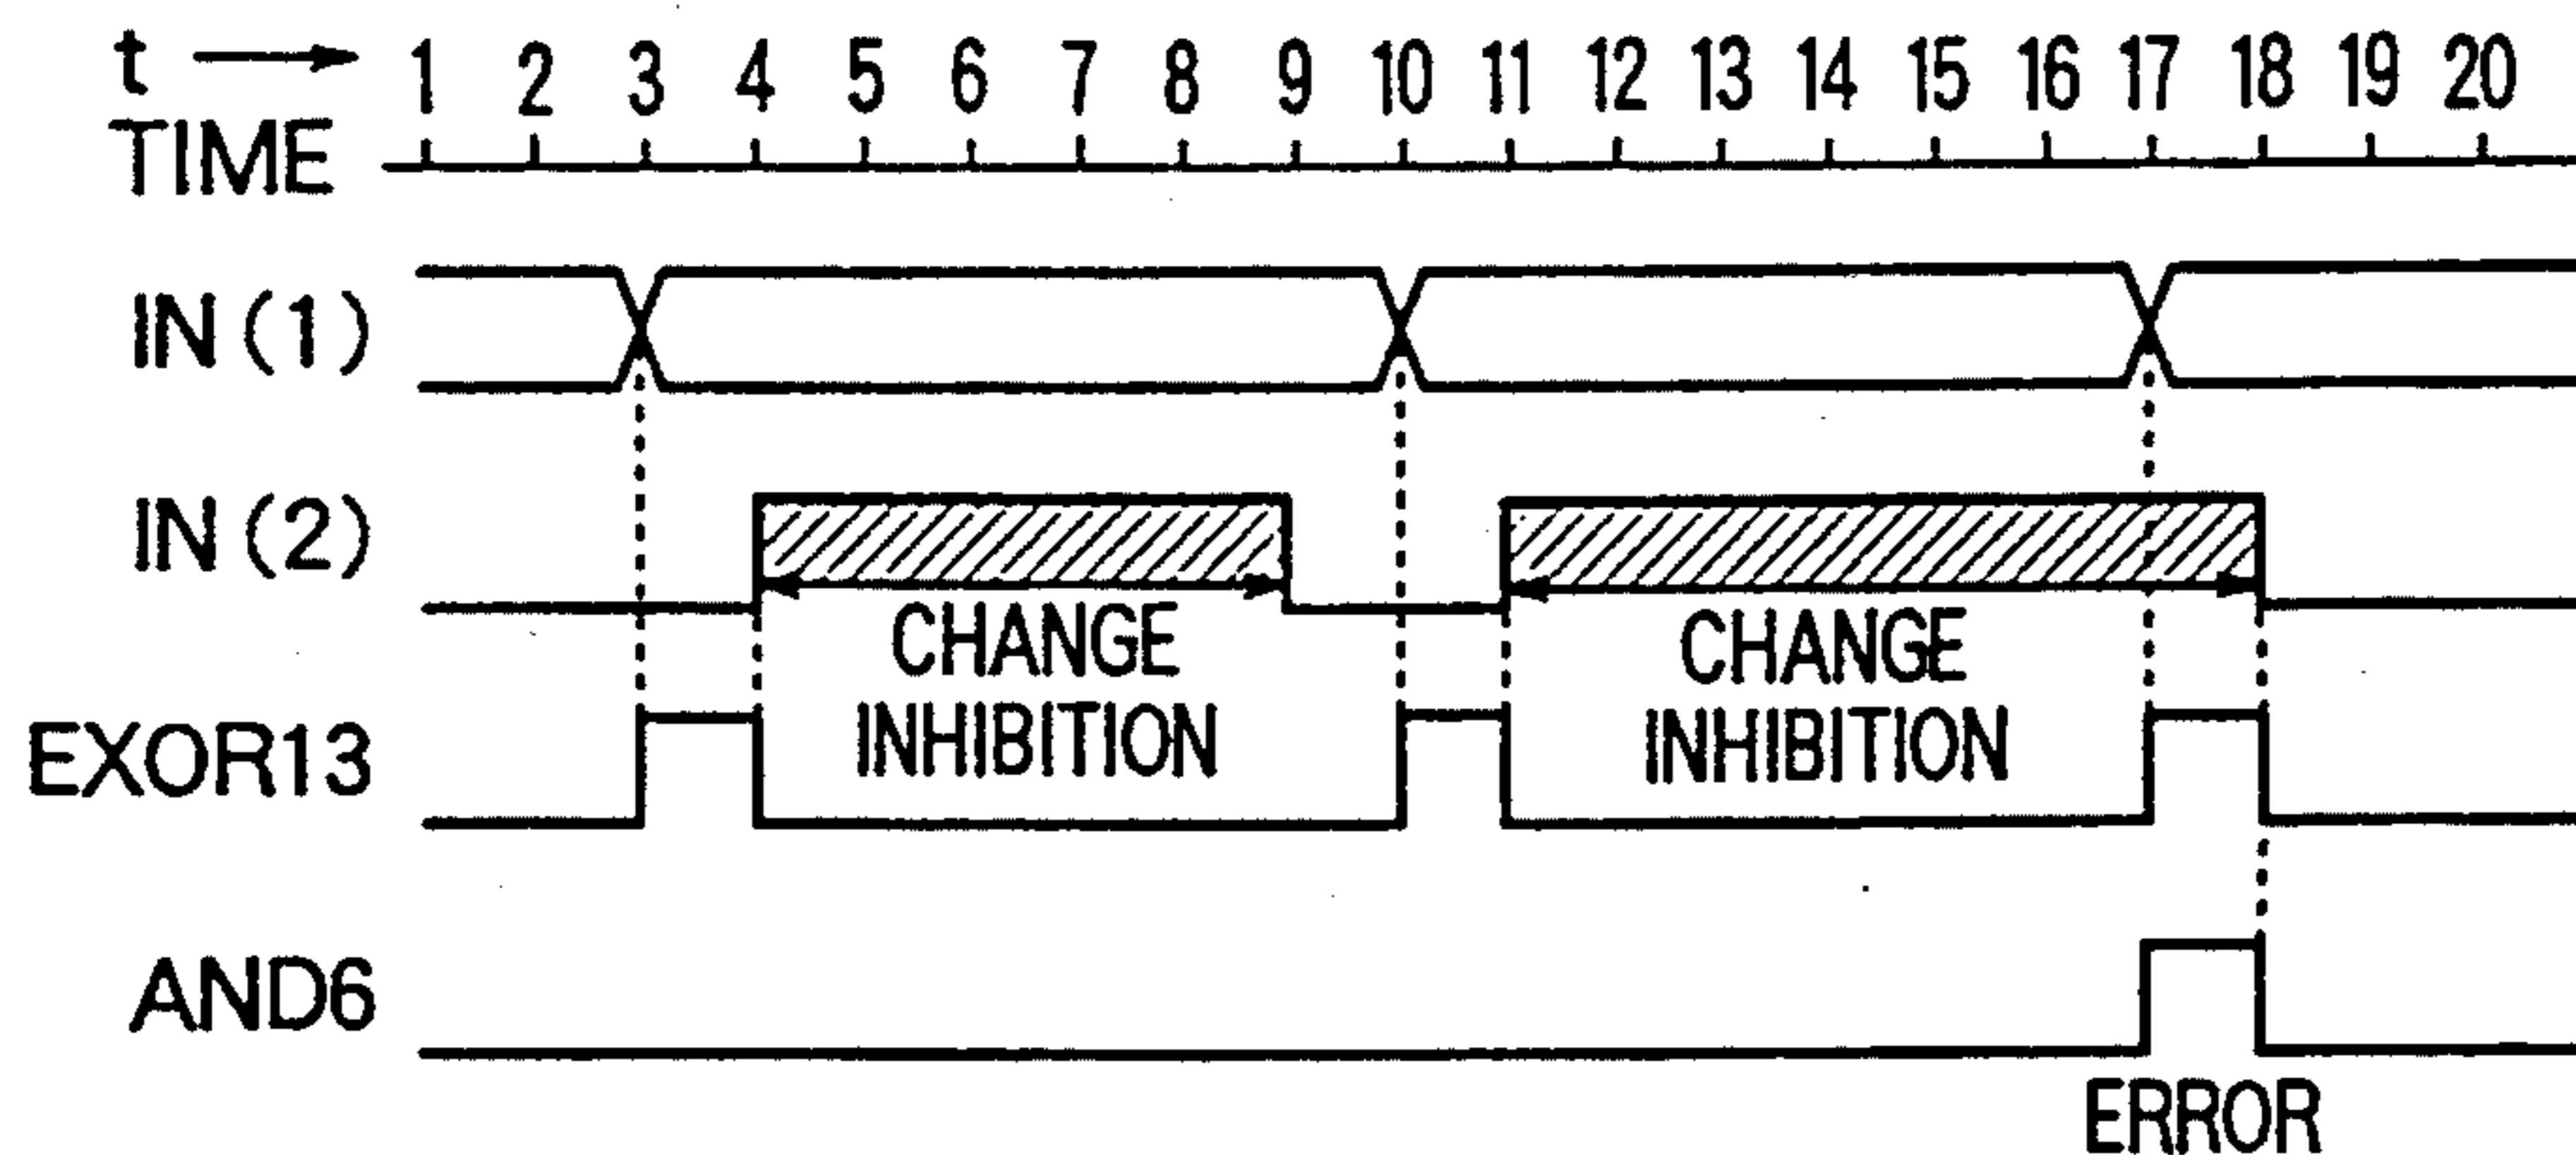 t 1 2 3 4 5 6 7 8 9 10 11 12 13 14 15 16 17 18 19 20
TIME
IN(1)
IN(2)
CHANGE INHIBITION
CHANGE INHIBITION
EXOR13
AND6
ERROR